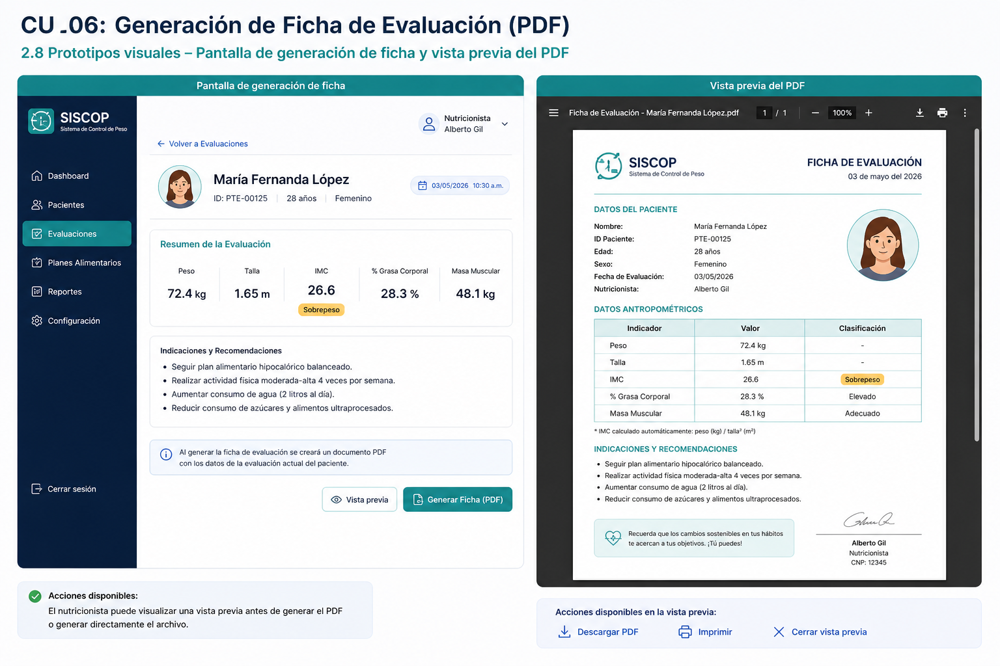 CU -06: Generación de Ficha de Evaluación (PDF)
2.8 Prototipos visuales – Pantalla de generación de ficha y vista previa del PDF
Pantalla de generación de ficha
SISCOP
Sistema de Control de Peso
Dashboard
Pacientes
Evaluaciones
Planes Alimentarios
Reportes
Configuración
Cerrar sesión
Nutricionista
Alberto Gil
← Volver a Evaluaciones
María Fernanda López
ID: PTE-00125 | 28 años | Femenino
03/05/2026 10:30 a.m.
Resumen de la Evaluación
Peso
72.4 kg
Talla
1.65 m
IMC
26.6
Sobrepeso
% Grasa Corporal
28.3 %
Masa Muscular
48.1 kg
Indicaciones y Recomendaciones
• Seguir plan alimentario hipocalórico balanceado.
• Realizar actividad física moderada-alta 4 veces por semana.
• Aumentar consumo de agua (2 litros al día).
• Reducir consumo de azúcares y alimentos ultraprocesados.
Al generar la ficha de evaluación se creará un documento PDF
con los datos de la evaluación actual del paciente.
Vista previa
Generar Ficha (PDF)
Acciones disponibles:
El nutricionista puede visualizar una vista previa antes de generar el PDF
o generar directamente el archivo.
Vista previa del PDF
Ficha de Evaluación - María Fernanda López.pdf 1 / 1 — 100% +
SISCOP
Sistema de Control de Peso
FICHA DE EVALUACIÓN
03 de mayo del 2026
DATOS DEL PACIENTE
Nombre: María Fernanda López
ID Paciente: PTE-00125
Edad: 28 años
Sexo: Femenino
Fecha de Evaluación: 03/05/2026
Nutricionista: Alberto Gil
DATOS ANTROPOMÉTRICOS
Indicador Valor Clasificación
Peso 72.4 kg -
Talla 1.65 m -
IMC 26.6 Sobrepeso
% Grasa Corporal 28.3 % Elevado
Masa Muscular 48.1 kg Adecuado
* IMC calculado automáticamente: peso (kg) / talla² (m²)
INDICACIONES Y RECOMENDACIONES
• Seguir plan alimentario hipocalórico balanceado.
• Realizar actividad física moderada-alta 4 veces por semana.
• Aumentar consumo de agua (2 litros al día).
• Reducir consumo de azúcares y alimentos ultraprocesados.
Recuerda que los cambios sostenibles en tus hábitos
te acercan a tus objetivos. ¡Tú puedes!
Alberto Gil
Nutricionista
CNP: 12345
Acciones disponibles en la vista previa:
Descargar PDF
Imprimir
Cerrar vista previa